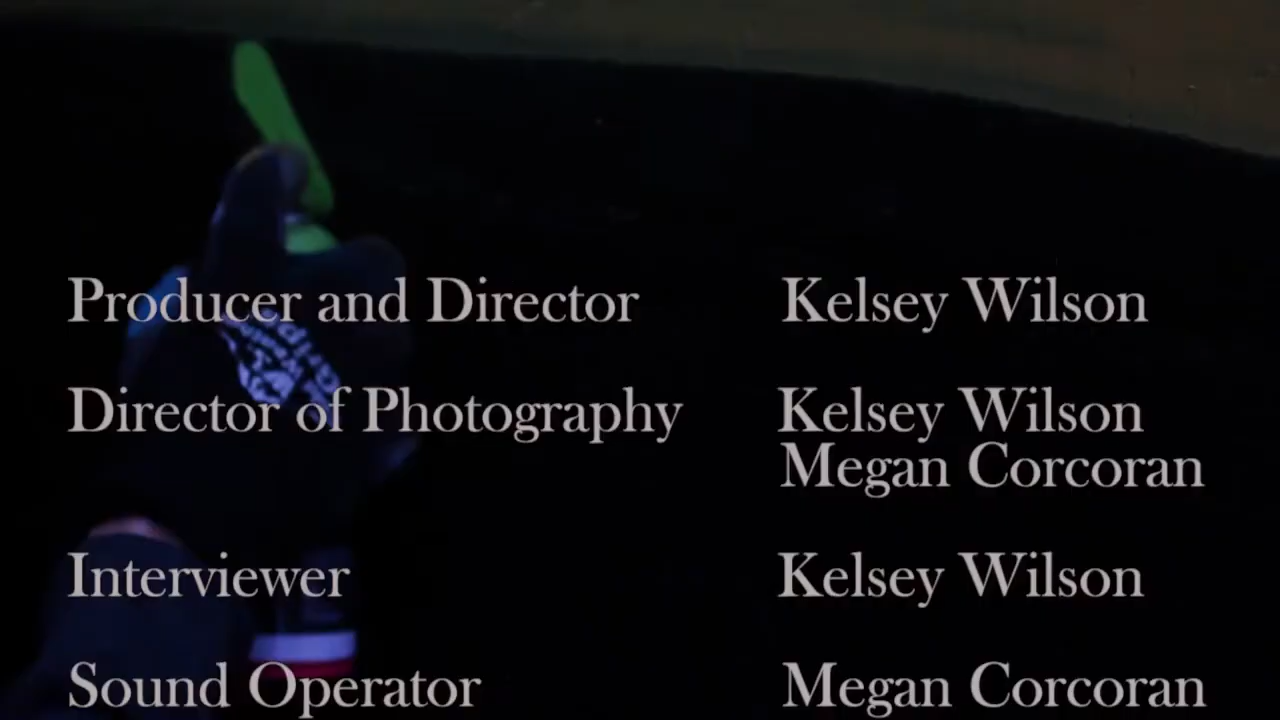 Producer and Director Kelsey Wilson
Director of Photography Kelsey Wilson
Megan Corcoran
Interviewer Kelsey Wilson
Sound Operator Megan Corcoran